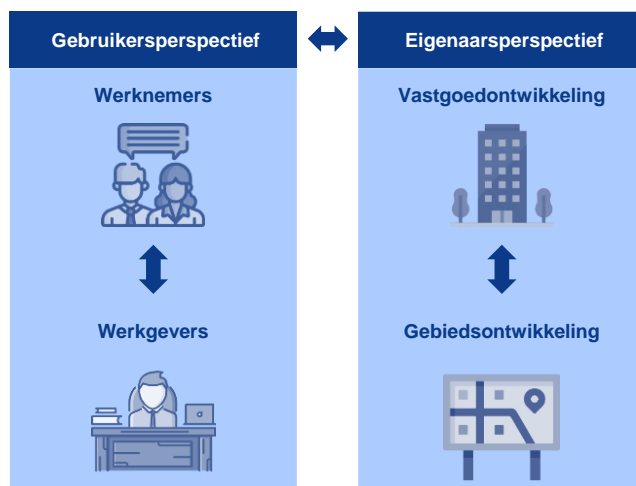 Gebruikersperspectief
Eigenaarsperspectief
Werknemers
Vastgoedontwikkeling
Werkgevers
Gebiedsontwikkeling